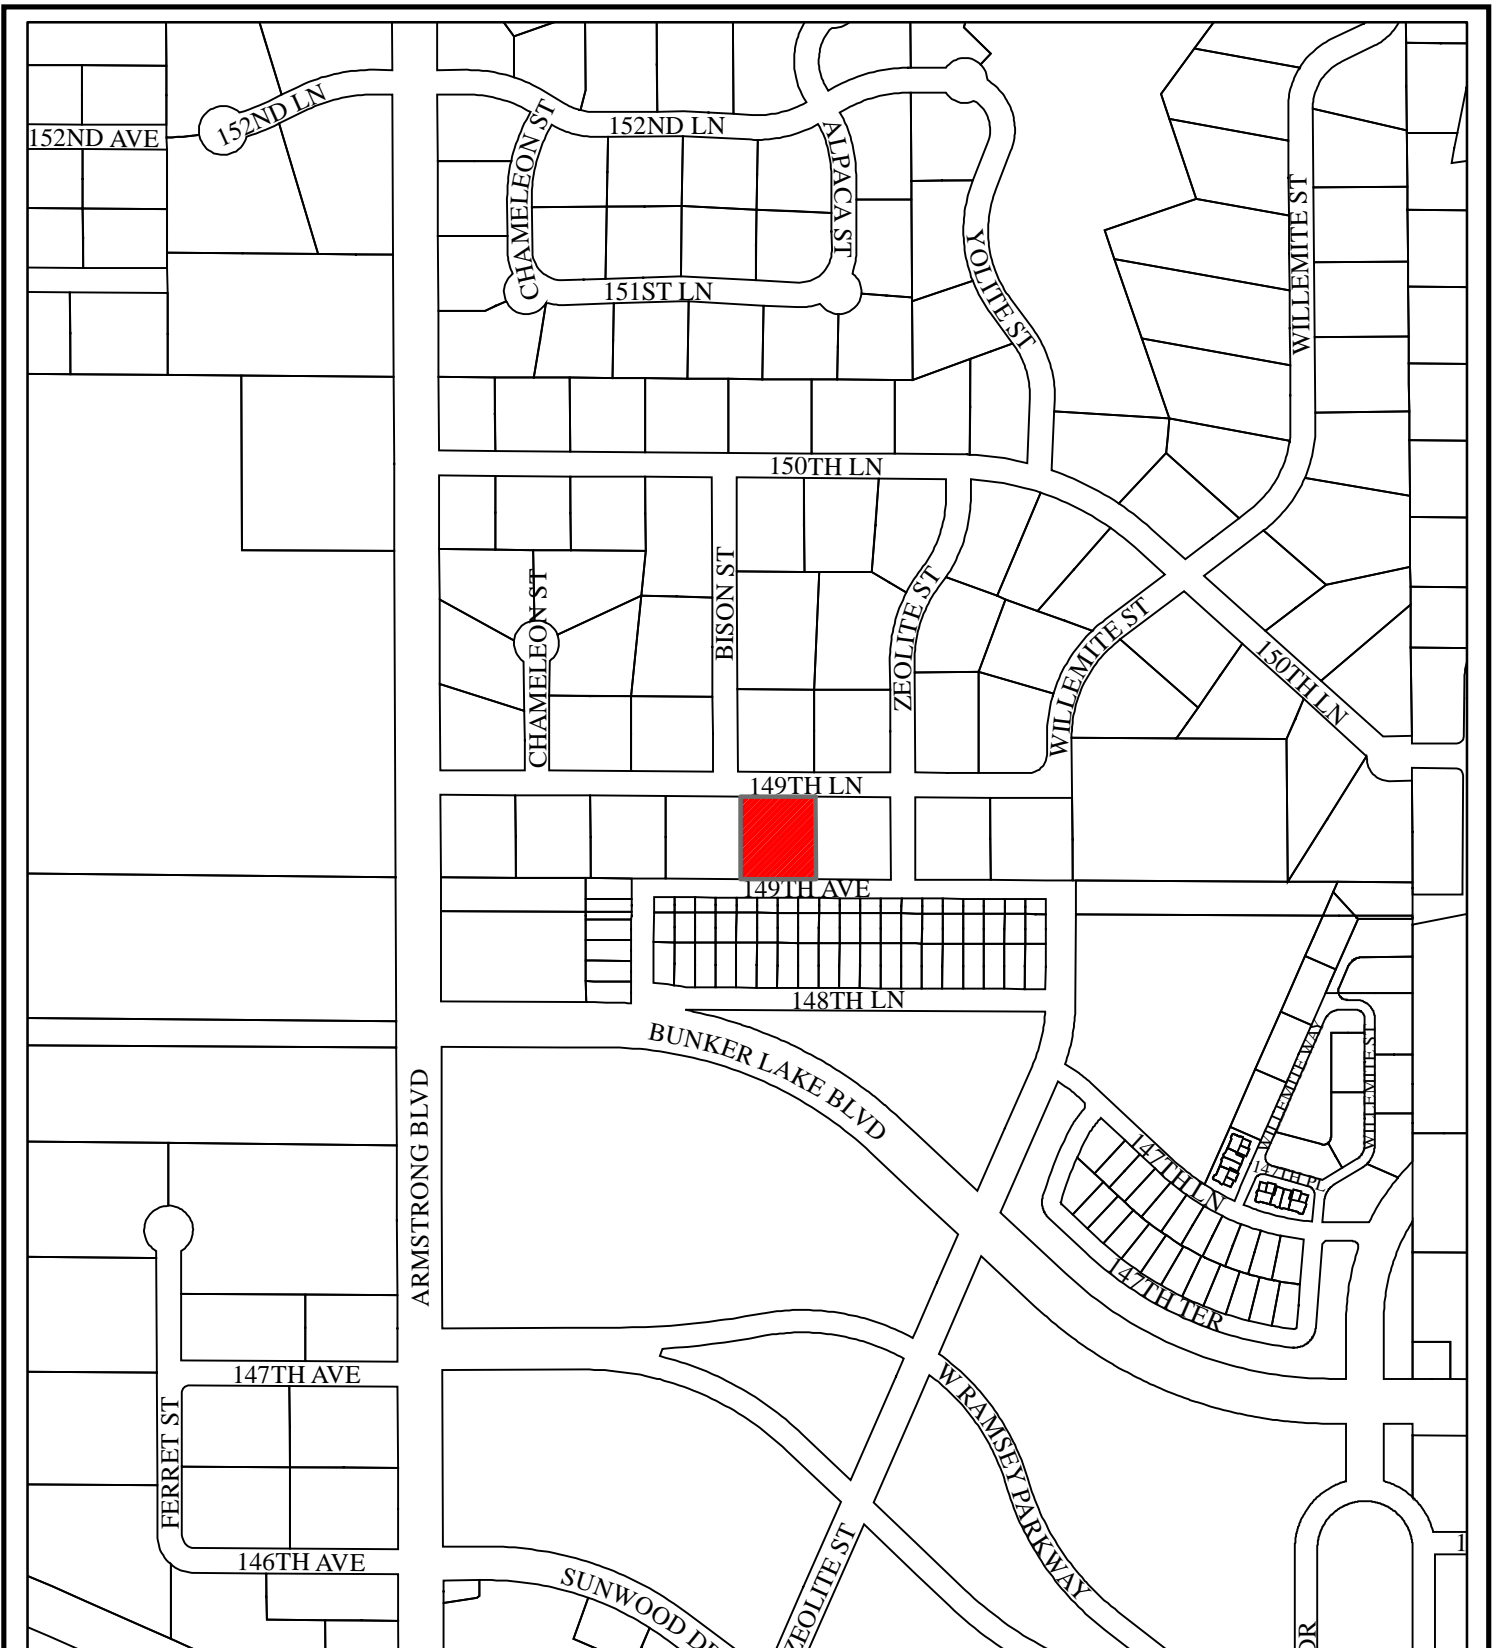 152ND LN
152ND AVE
152ND LN
CHAMELEON ST
ALPACA ST
WILLEMITE ST
YOLITE ST
151ST LN
150TH LN
BISON ST
CHAMELEON ST
ZEOLITE ST
WILLEMITE ST
150TH LN
149TH LN
149TH AVE
148TH LN
BUNKER LAKE BLVD
ARMSTRONG BLVD
WILLEMITE WAY
WILLEMITE ST
147TH LN
147TH PL
147TH TER
147TH AVE
W RAMSEY PARKWAY
FERRET ST
146TH AVE
SUNWOOD DR
ZEOLITE ST
DR
1